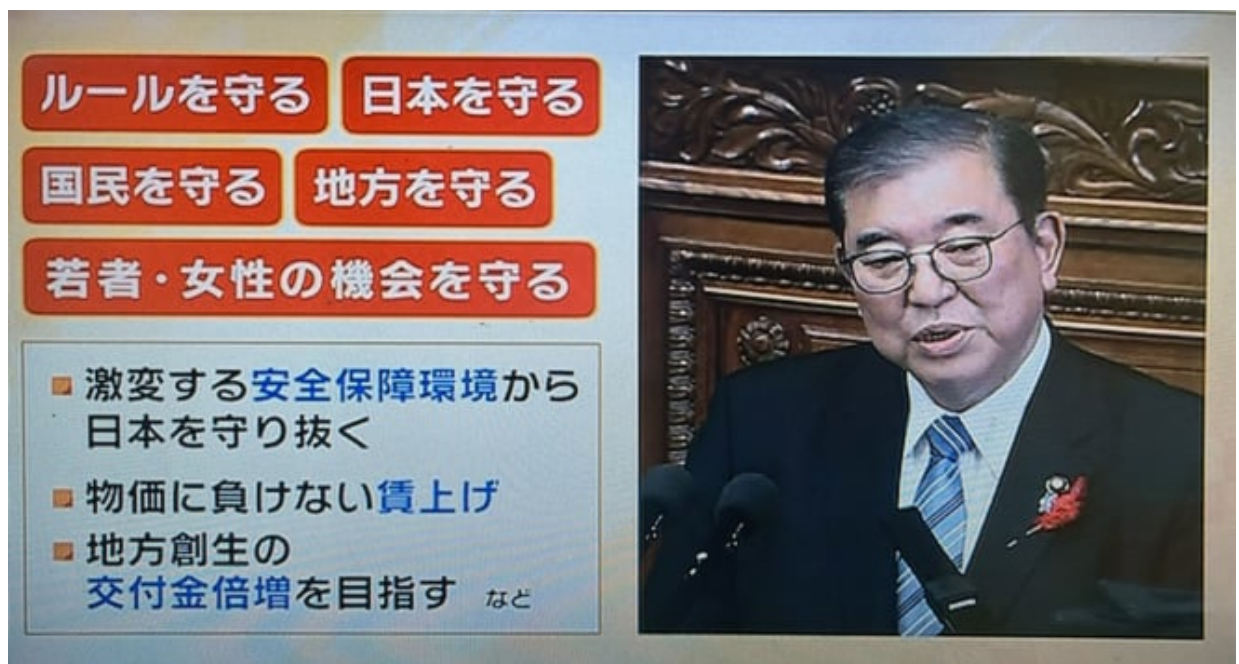 ルールを守る
日本を守る
国民を守る
地方を守る
若者・女性の機会を守る
激変する安全保障環境から
日本を守り抜く
物価に負けない賃上げ
地方創生の
交付金倍増を目指す など